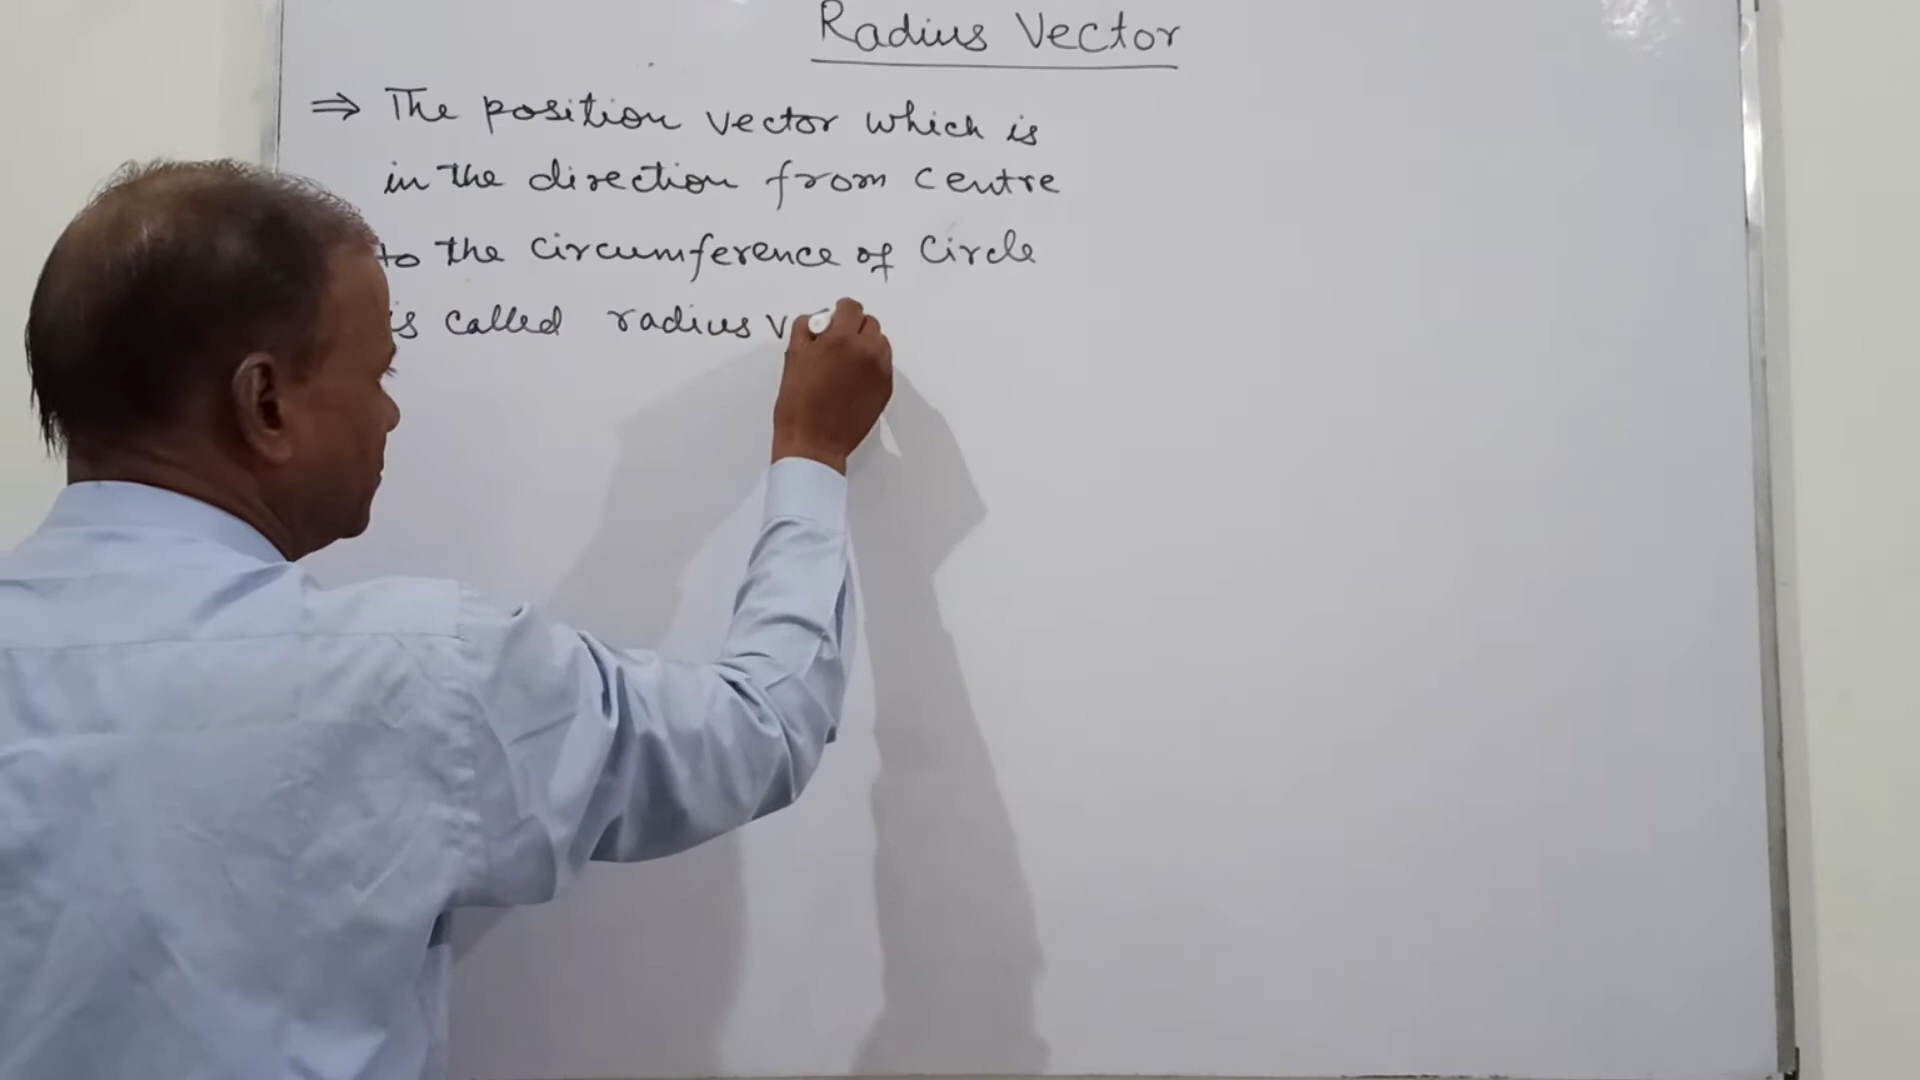 Radius Vector
⇒ The position vector which is
in the direction from centre
to the circumference of circle
is called radius v